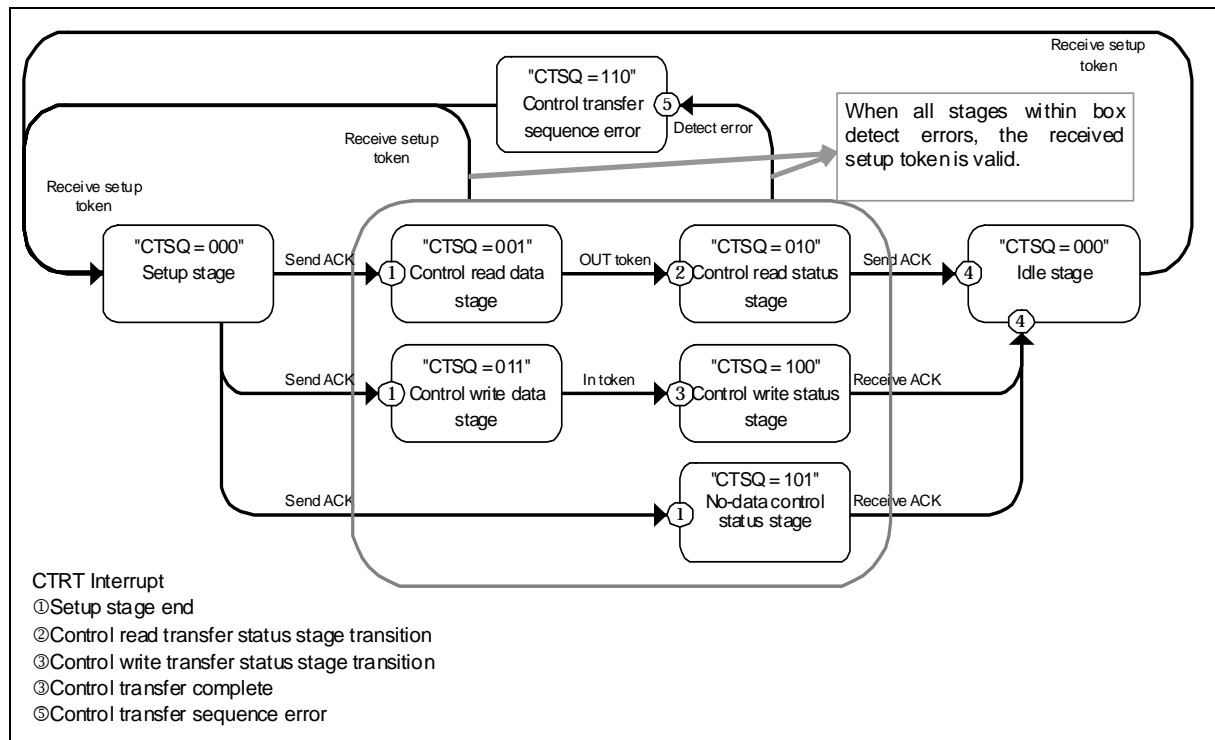 Receive setup
token
"CTSQ = 110"
Control transfer
sequence error
⑤
Detect error
When all stages within box
detect errors, the received
setup token is valid.
Receive setup
token
Receive setup
token
"CTSQ = 000"
Setup stage
Send ACK
①
"CTSQ = 001"
Control read data
stage
OUT token
②
"CTSQ = 010"
Control read status
stage
Send ACK
④
"CTSQ = 000"
Idle stage
④
Send ACK
①
"CTSQ = 011"
Control write data
stage
In token
③
"CTSQ = 100"
Control write status
stage
Receive ACK
Send ACK
①
"CTSQ = 101"
No-data control
status stage
Receive ACK
CTRT Interrupt
①Setup stage end
②Control read transfer status stage transition
③Control write transfer status stage transition
③Control transfer complete
⑤Control transfer sequence error